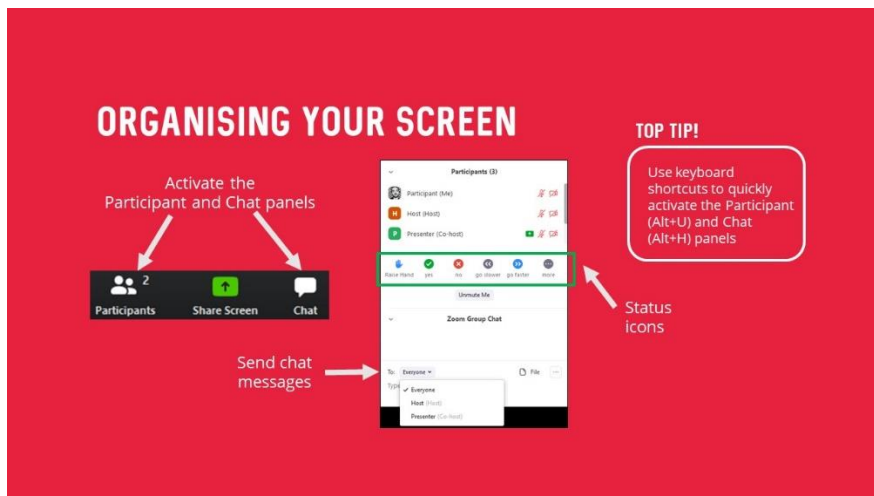 ORGANISING YOUR SCREEN
TOP TIP!
Use keyboard
shortcuts to quickly
activate the Participant
(Alt+U) and Chat
(Alt+H) panels
Activate the
Participant and Chat panels
2
Participants Share Screen Chat
Participants (3)
Participant (Me)
H Host (Host)
P Presenter (Co-host)
Raise Hand yes no go slower go faster more
Unmute Me
Status
icons
Zoom Group Chat
Send chat
messages
To: Everyone File
Type
Everyone
Host (Host)
Presenter (Co-host)